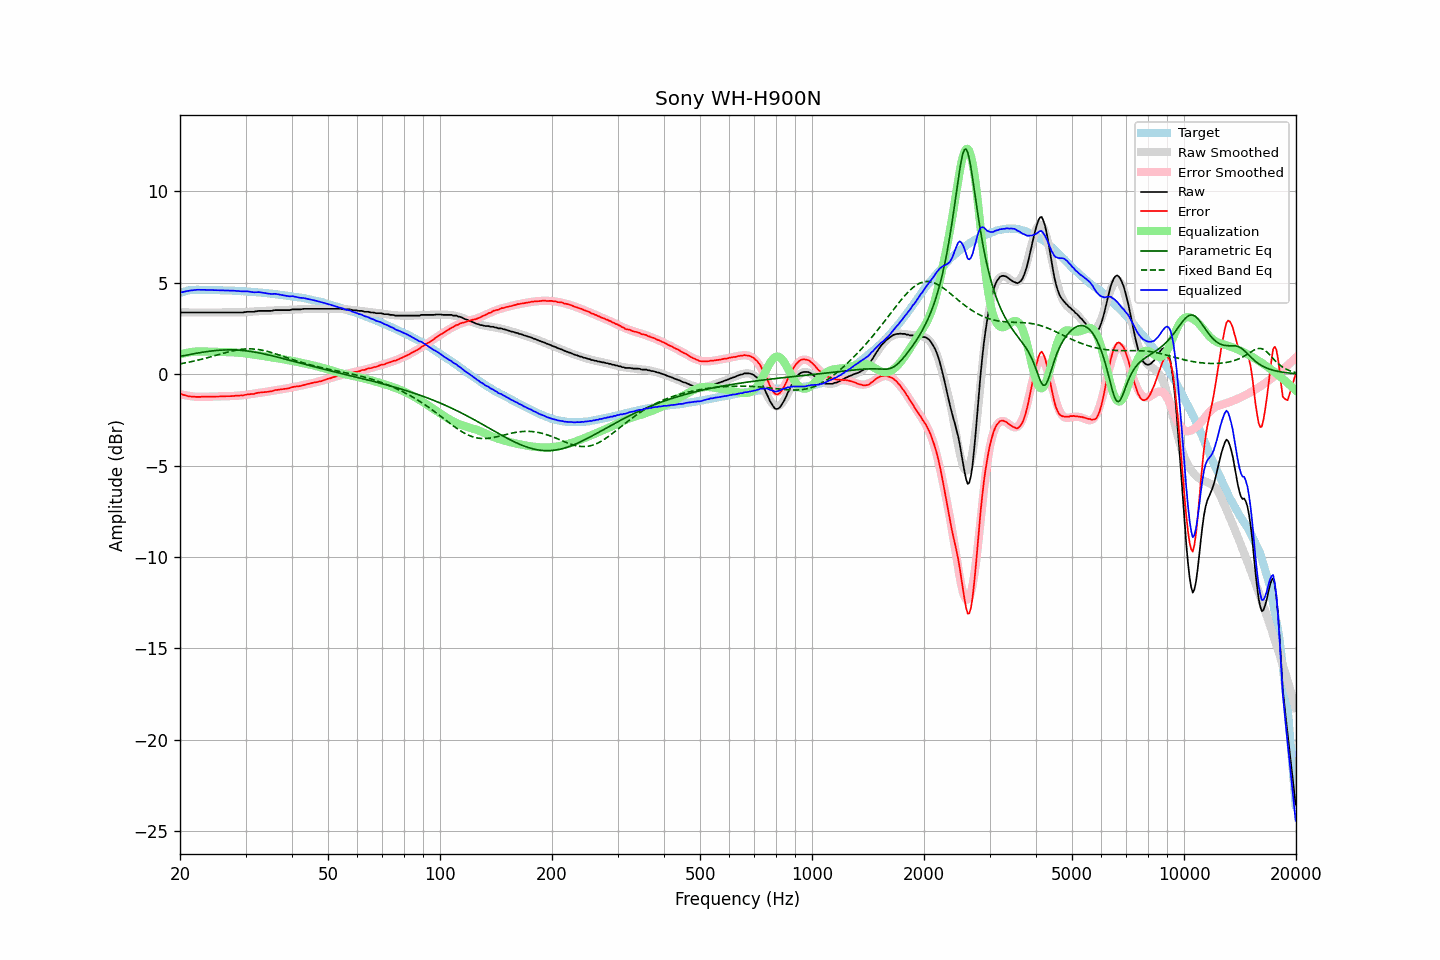 Sony WH-H900N
Target
Raw Smoothed
Error Smoothed
Raw
Error
Equalization
Parametric Eq
Fixed Band Eq
Equalized
Amplitude (dBr)
10
5
0
−5
−10
−15
−20
−25
20 50 100 200 500 1000 2000 5000 10000 20000
Frequency (Hz)